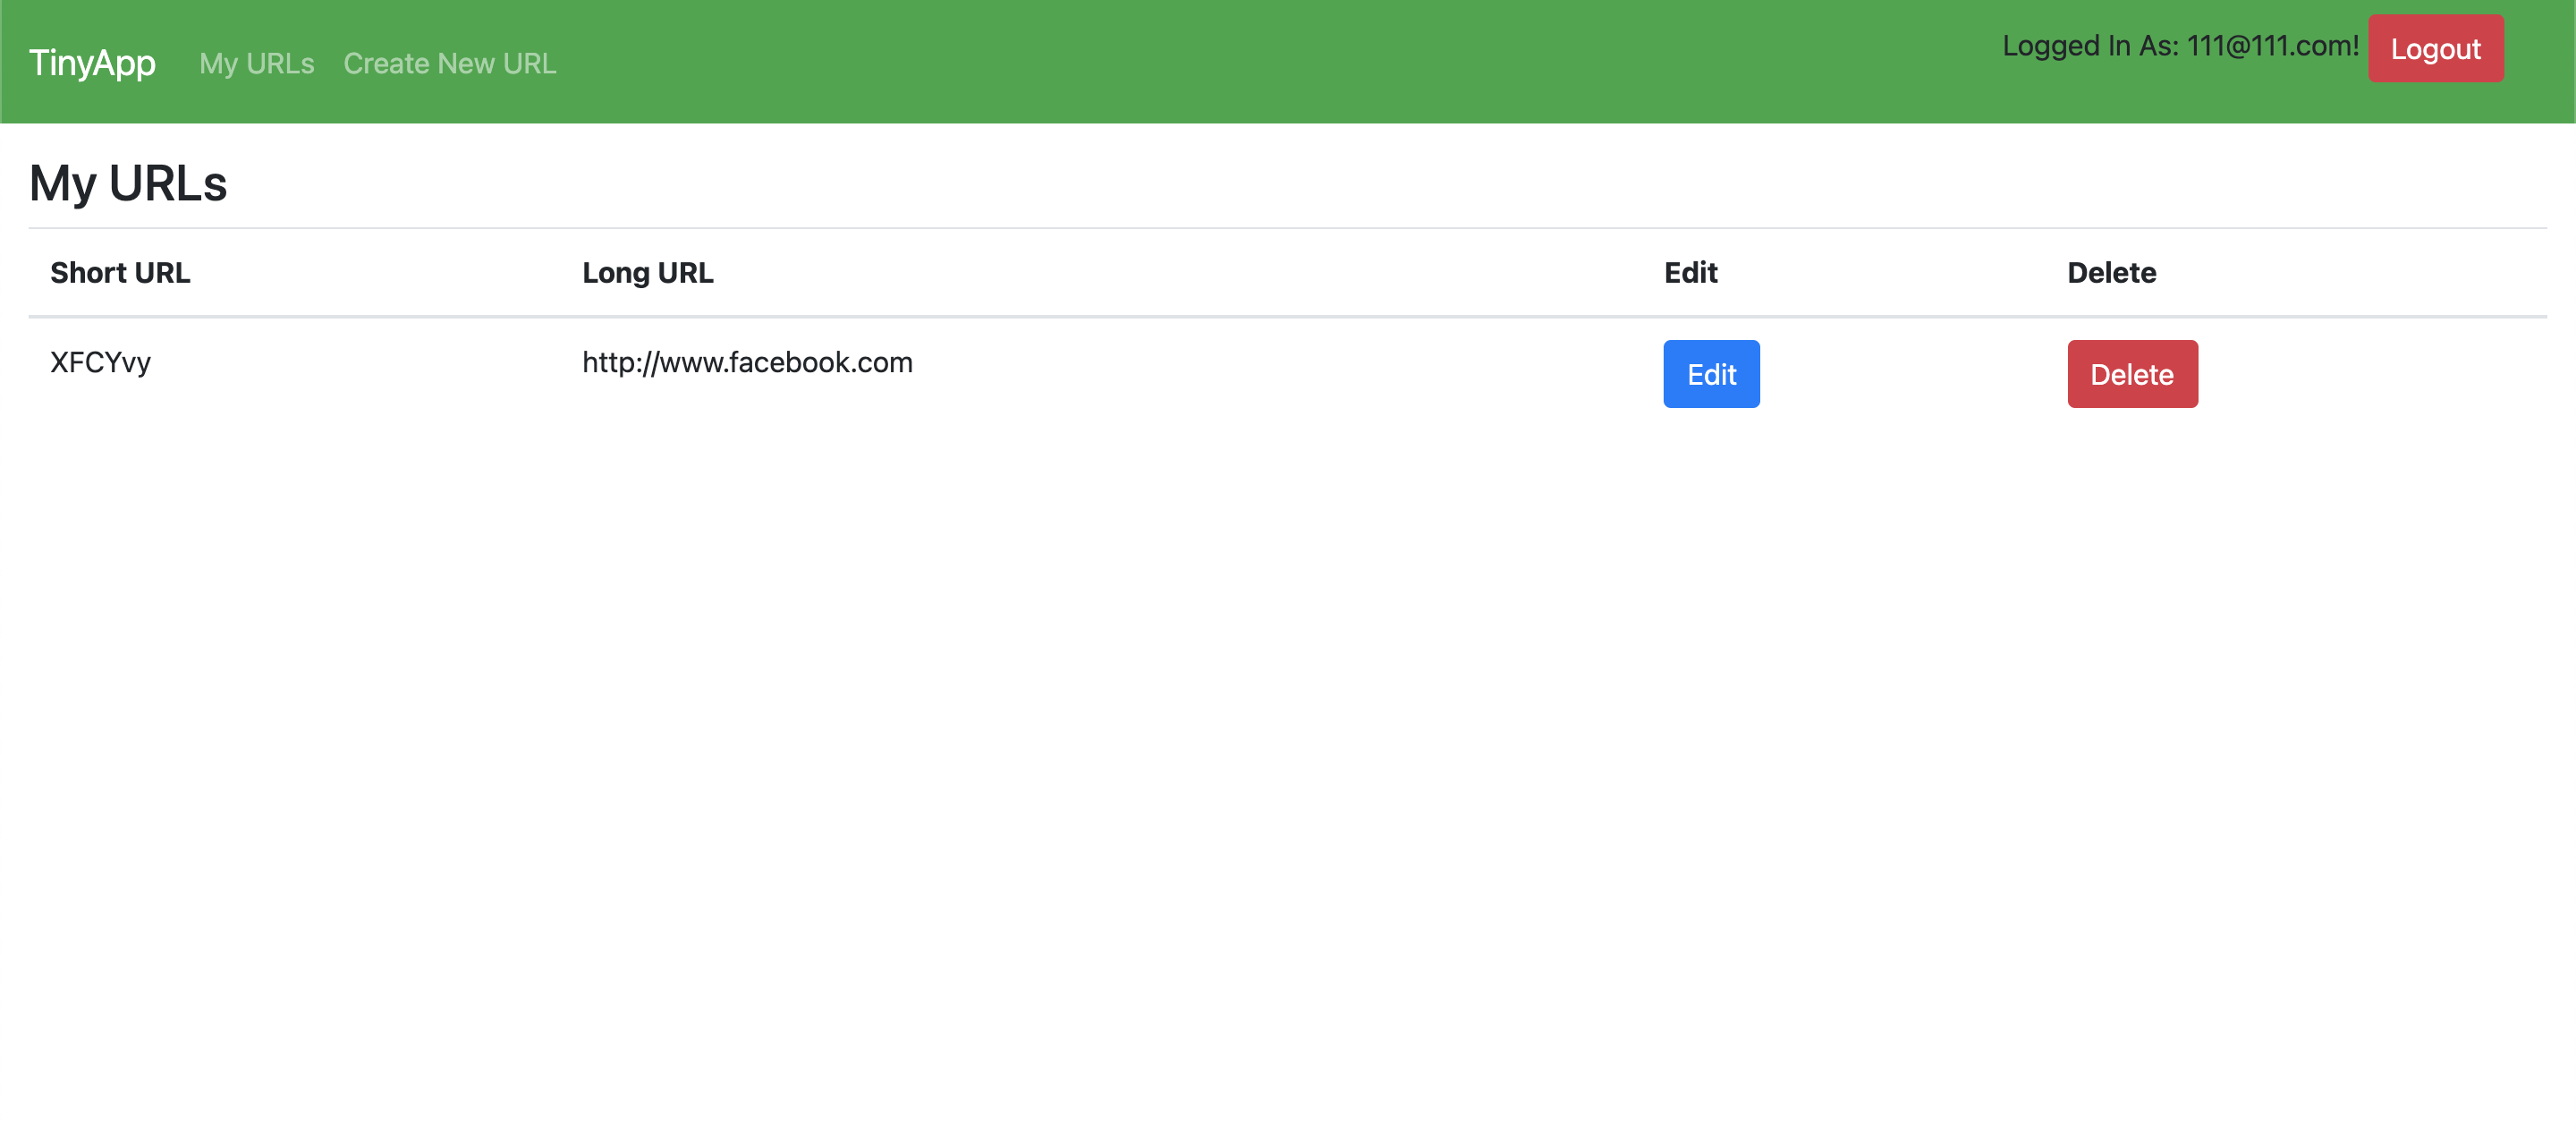 TinyApp My URLs Create New URL Logged In As: 111@111.com! Logout
My URLs
Short URL Long URL Edit Delete
XFCYvy http://www.facebook.com Edit Delete